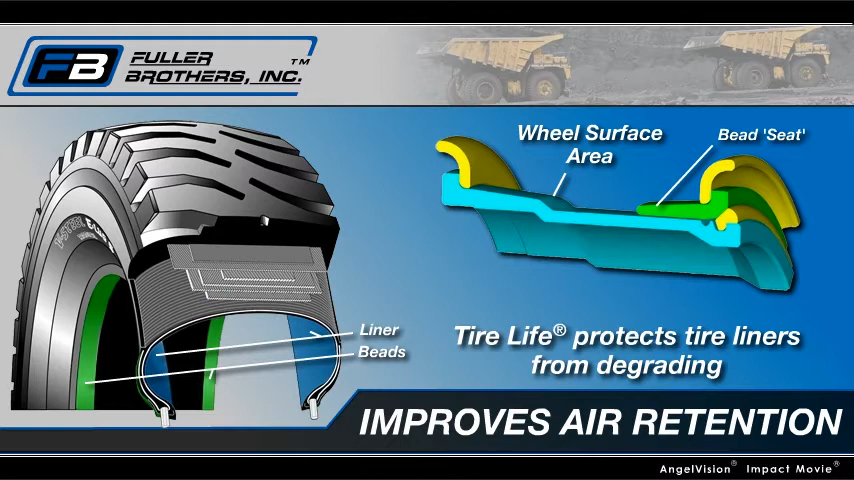 FB
FULLER
BROTHERS, INC.
TM
Wheel Surface
Area
Bead 'Seat'
Liner
Beads
Tire Life® protects tire liners
from degrading
IMPROVES AIR RETENTION
AngelVision® Impact Movie®